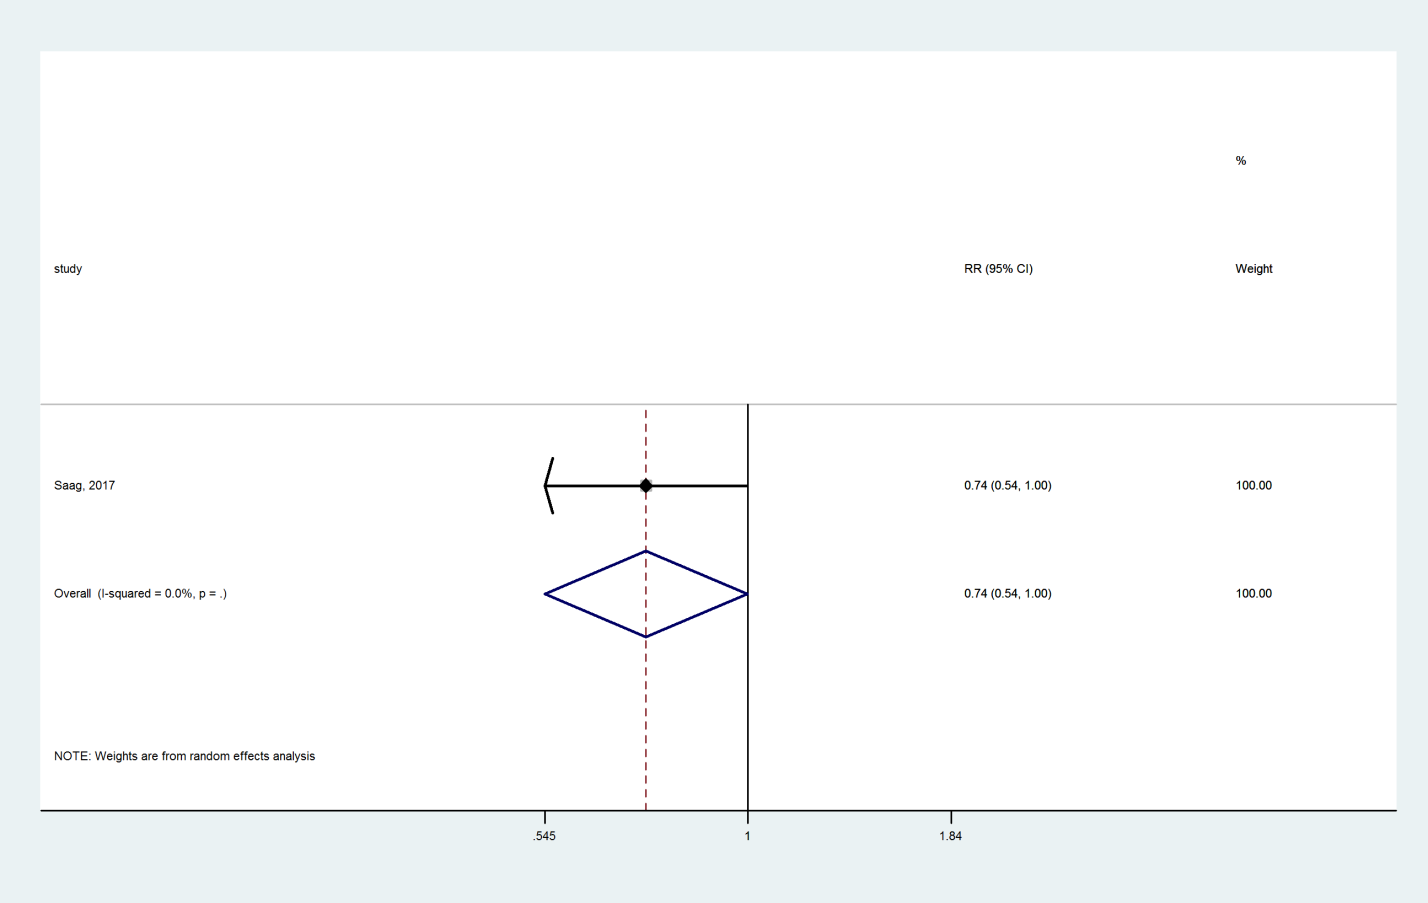 %
study RR (95% CI) Weight
Saag, 2017 0.74 (0.54, 1.00) 100.00
Overall  (I-squared = 0.0%, p = .) 0.74 (0.54, 1.00) 100.00
NOTE: Weights are from random effects analysis
.545 1 1.84